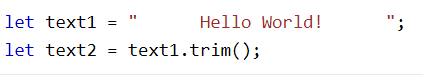 let text1 = "      Hello World!      ";
let text2 = text1.trim();